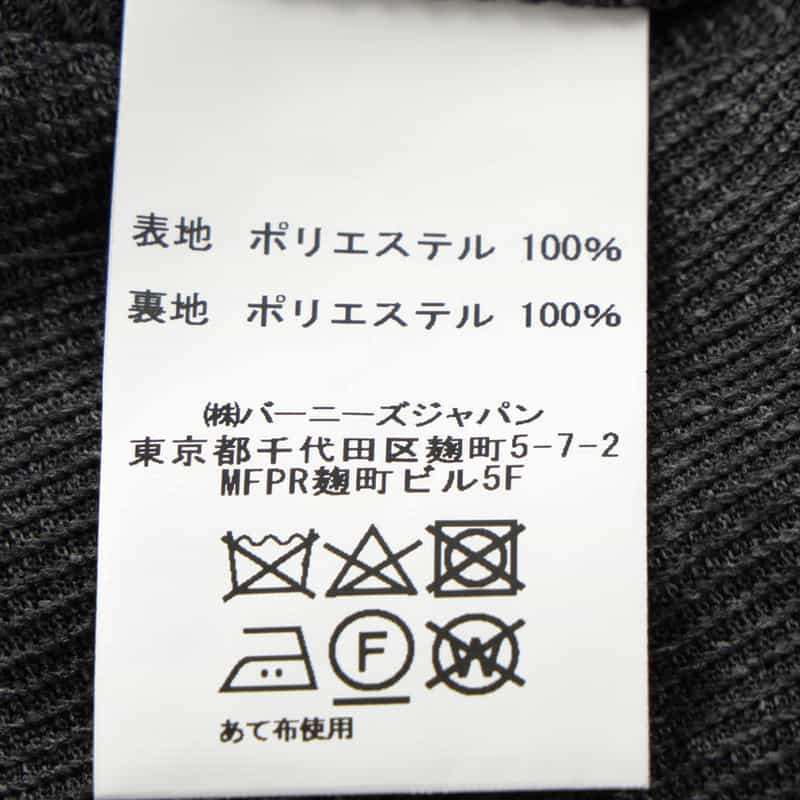 表地 ポリエステル 100%
裏地 ポリエステル 100%
㈱バーニーズジャパン
東京都千代田区麹町5-7-2
MFPR麹町ビル5F
F W
あて布使用